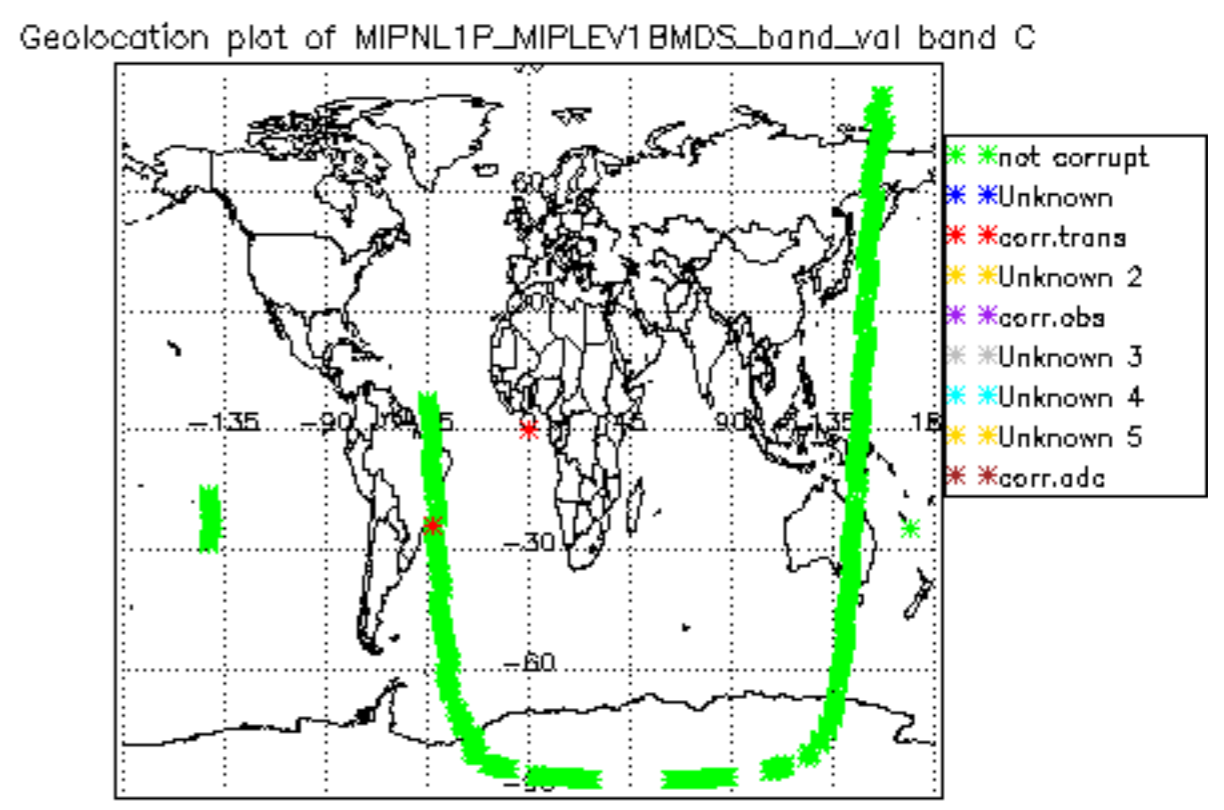 Geolocation plot of MIPNL1P_MIPLEV1BMDS_band_val band C
not corrupt
Unknown
corr.trans
Unknown 2
corr.obs
Unknown 3
Unknown 4
Unknown 5
corr.adc
60
-135 -90 90 135
-30
-60